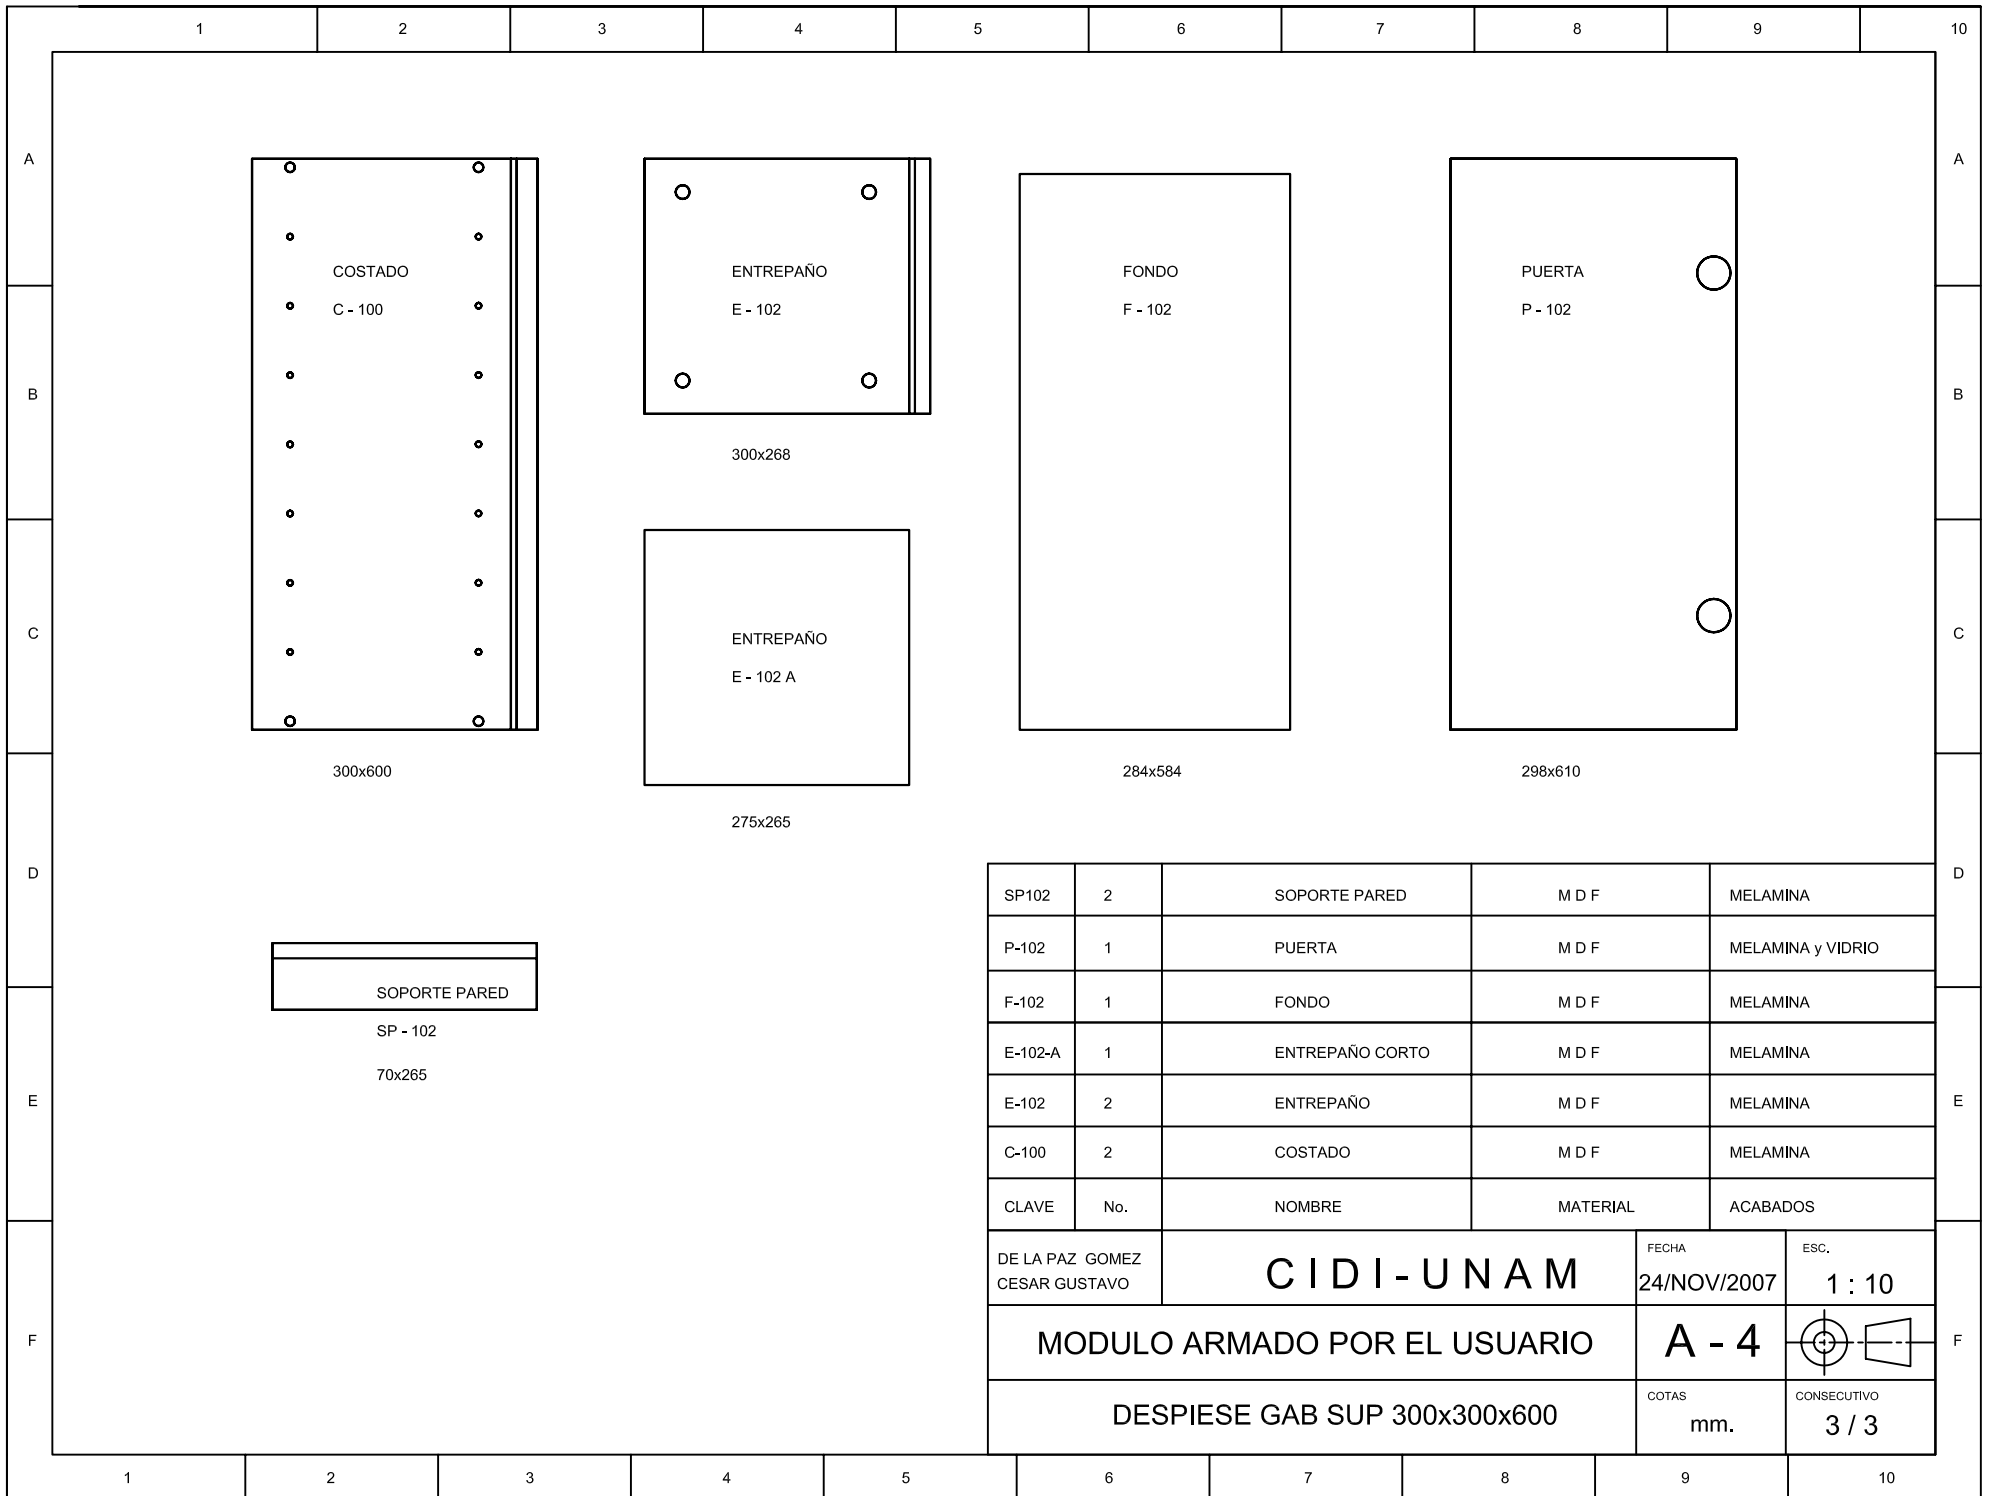 1 2 3 4 5 6 7 8 9 10
A A
B B
C C
D D
E E
F F
COSTADO
C - 100
300x600
ENTREPAÑO
E - 102
300x268
ENTREPAÑO
E - 102 A
275x265
FONDO
F - 102
284x584
PUERTA
P - 102
298x610
SOPORTE PARED
SP - 102
70x265
SP102 2 SOPORTE PARED M D F MELAMINA
P-102 1 PUERTA M D F MELAMINA y VIDRIO
F-102 1 FONDO M D F MELAMINA
E-102-A 1 ENTREPAÑO CORTO M D F MELAMINA
E-102 2 ENTREPAÑO M D F MELAMINA
C-100 2 COSTADO M D F MELAMINA
CLAVE No. NOMBRE MATERIAL ACABADOS
DE LA PAZ GOMEZ
CESAR GUSTAVO
C I D I - U N A M
FECHA
24/NOV/2007
ESC.
1 : 10
MODULO ARMADO POR EL USUARIO
A - 4
DESPIESE GAB SUP 300x300x600
COTAS
mm.
CONSECUTIVO
3 / 3
1 2 3 4 5 6 7 8 9 10